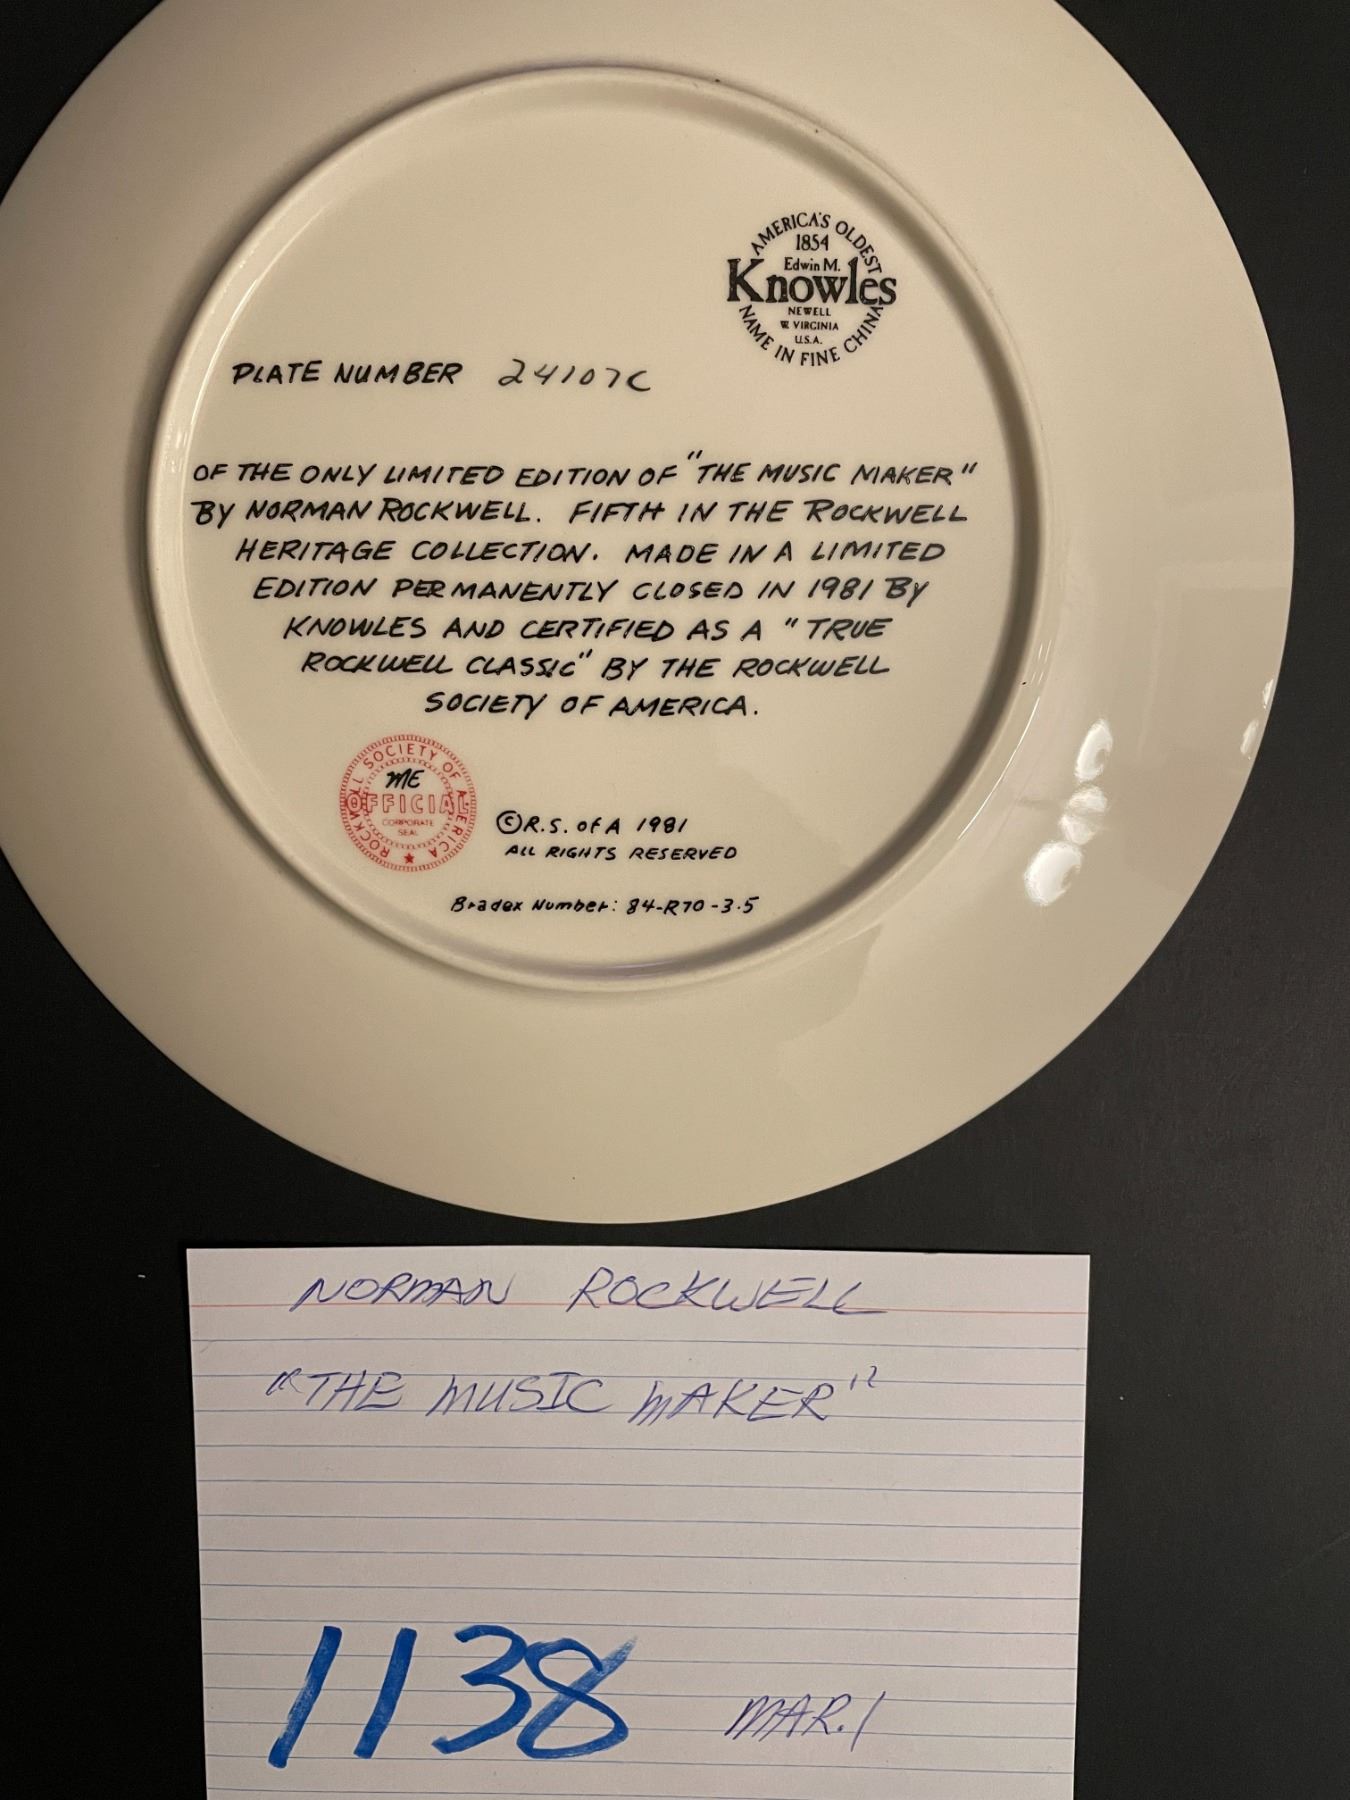 AMERICA'S OLDEST
1854
Edwin M.
Knowles
NEWELL
W. VIRGINIA
U.S.A.
NAME IN FINE CHINA
PLATE NUMBER 24107C
OF THE ONLY LIMITED EDITION OF "THE MUSIC MAKER"
BY NORMAN ROCKWELL. FIFTH IN THE ROCKWELL
HERITAGE COLLECTION. MADE IN A LIMITED
EDITION PERMANENTLY CLOSED IN 1981 BY
KNOWLES AND CERTIFIED AS A "TRUE
ROCKWELL CLASSIC" BY THE ROCKWELL
SOCIETY OF AMERICA.
ROCKWELL SOCIETY OF AMERICA
ME
OFFICIAL
CORPORATE
SEAL
©R.S. of A 1981
ALL RIGHTS RESERVED
Bradex Number: 84-R70-3.5
NORMAN ROCKWELL
"THE MUSIC MAKER"
1138 MAR. 1